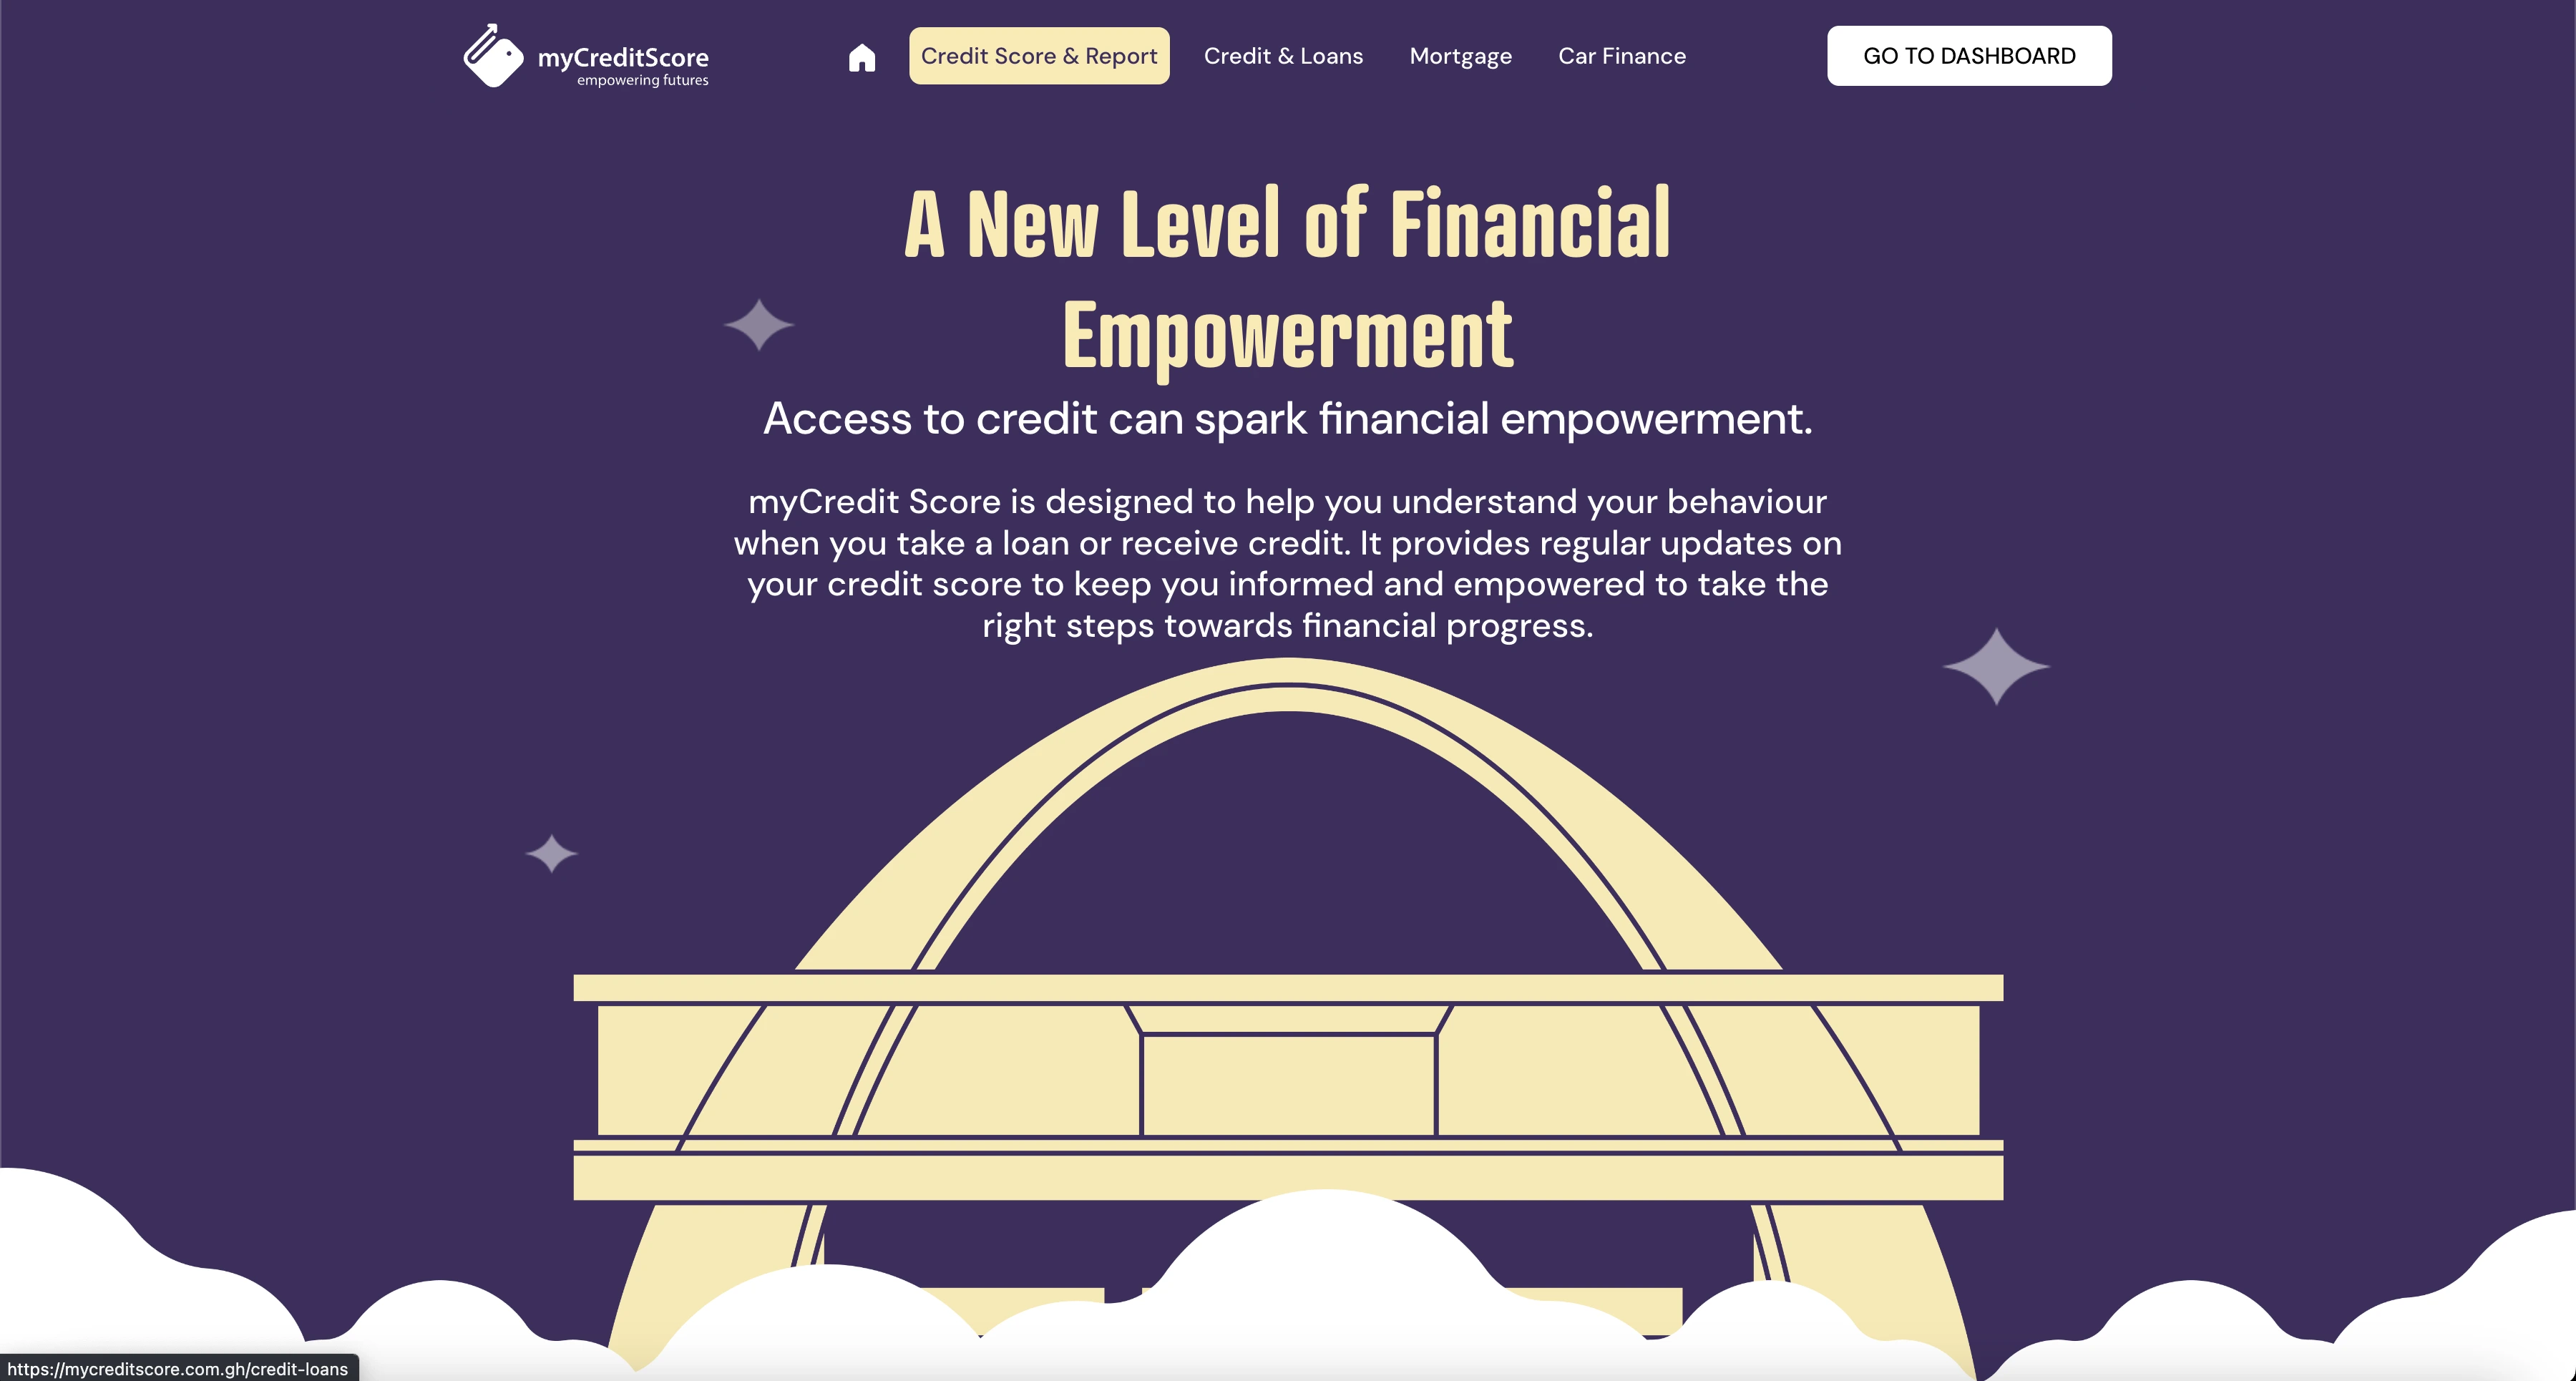 myCreditScore
empowering futures
Credit Score & Report
Credit & Loans
Mortgage
Car Finance
GO TO DASHBOARD
A New Level of Financial
Empowerment
Access to credit can spark financial empowerment.
myCredit Score is designed to help you understand your behaviour
when you take a loan or receive credit. It provides regular updates on
your credit score to keep you informed and empowered to take the
right steps towards financial progress.
https://mycreditscore.com.gh/credit-loans